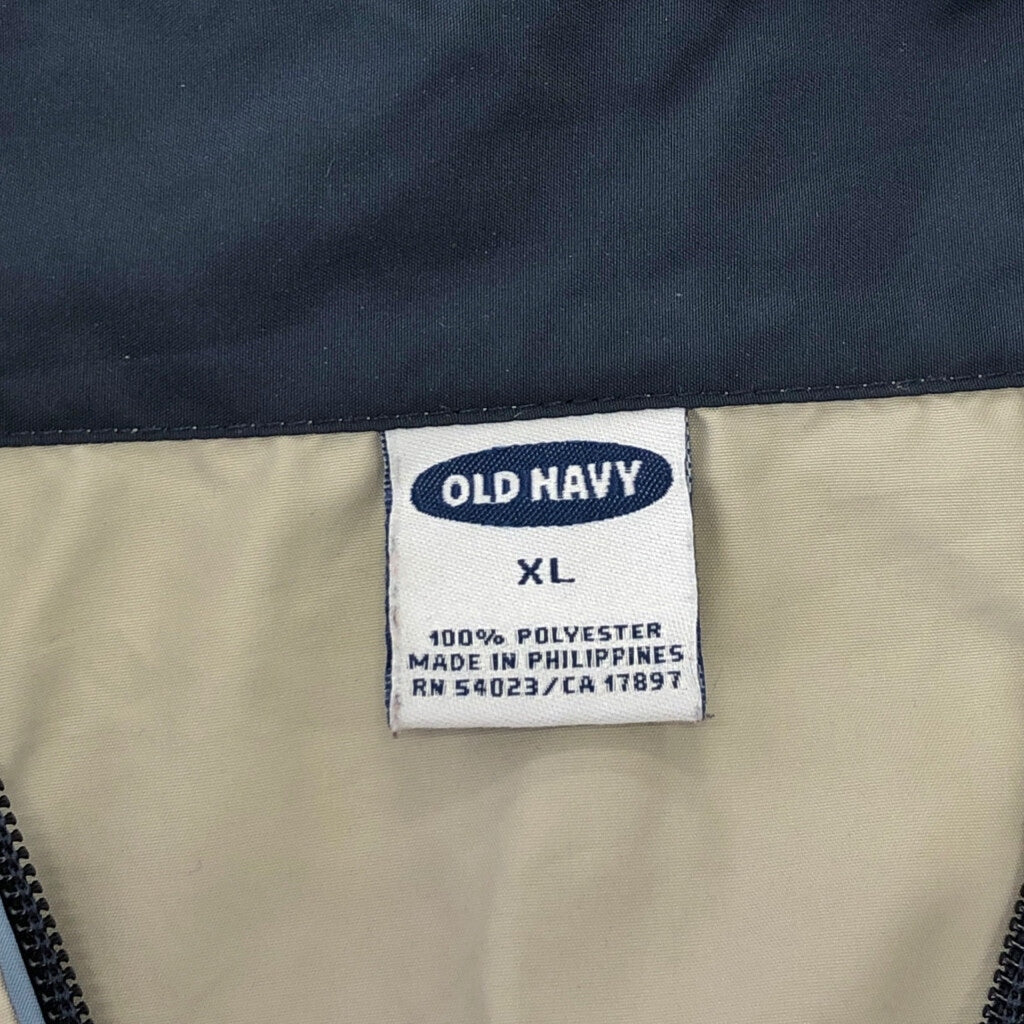 OLD NAVY
XL
100% POLYESTER
MADE IN PHILIPPINES
RN 54023/CA 17897